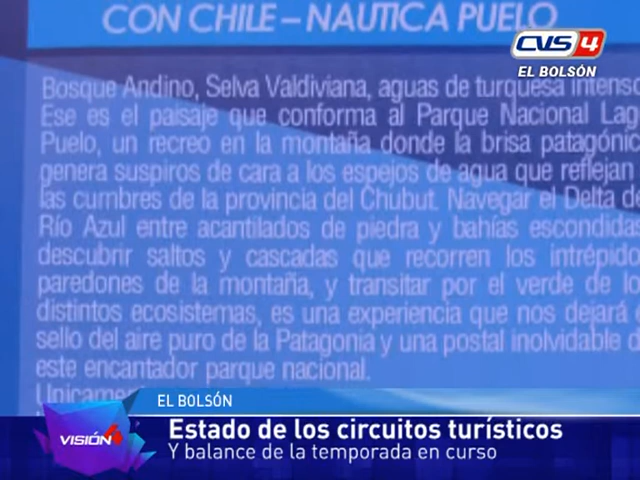 CON CHILE – NAUTICA PUELO
CVS 4
EL BOLSÓN
Bosque Andino, Selva Valdiviana, aguas de turquesa intenso
Ese es el paisaje que conforma al Parque Nacional Lag
Puelo, un recreo en la montaña donde la brisa patagónic
genera suspiros de cara a los espejos de agua que reflejan
las cumbres de la provincia del Chubut. Navegar el Delta de
Río Azul entre acantilados de piedra y bahías escondidas
descubrir saltos y cascadas que recorren los intrépido
paredones de la montaña, y transitar por el verde de lo
distintos ecosistemas, es una experiencia que nos dejará e
sello del aire puro de la Patagonia y una postal inolvidable d
este encantador parque nacional.
Unicame
EL BOLSÓN
VISIÓN 4
Estado de los circuitos turísticos
Y balance de la temporada en curso